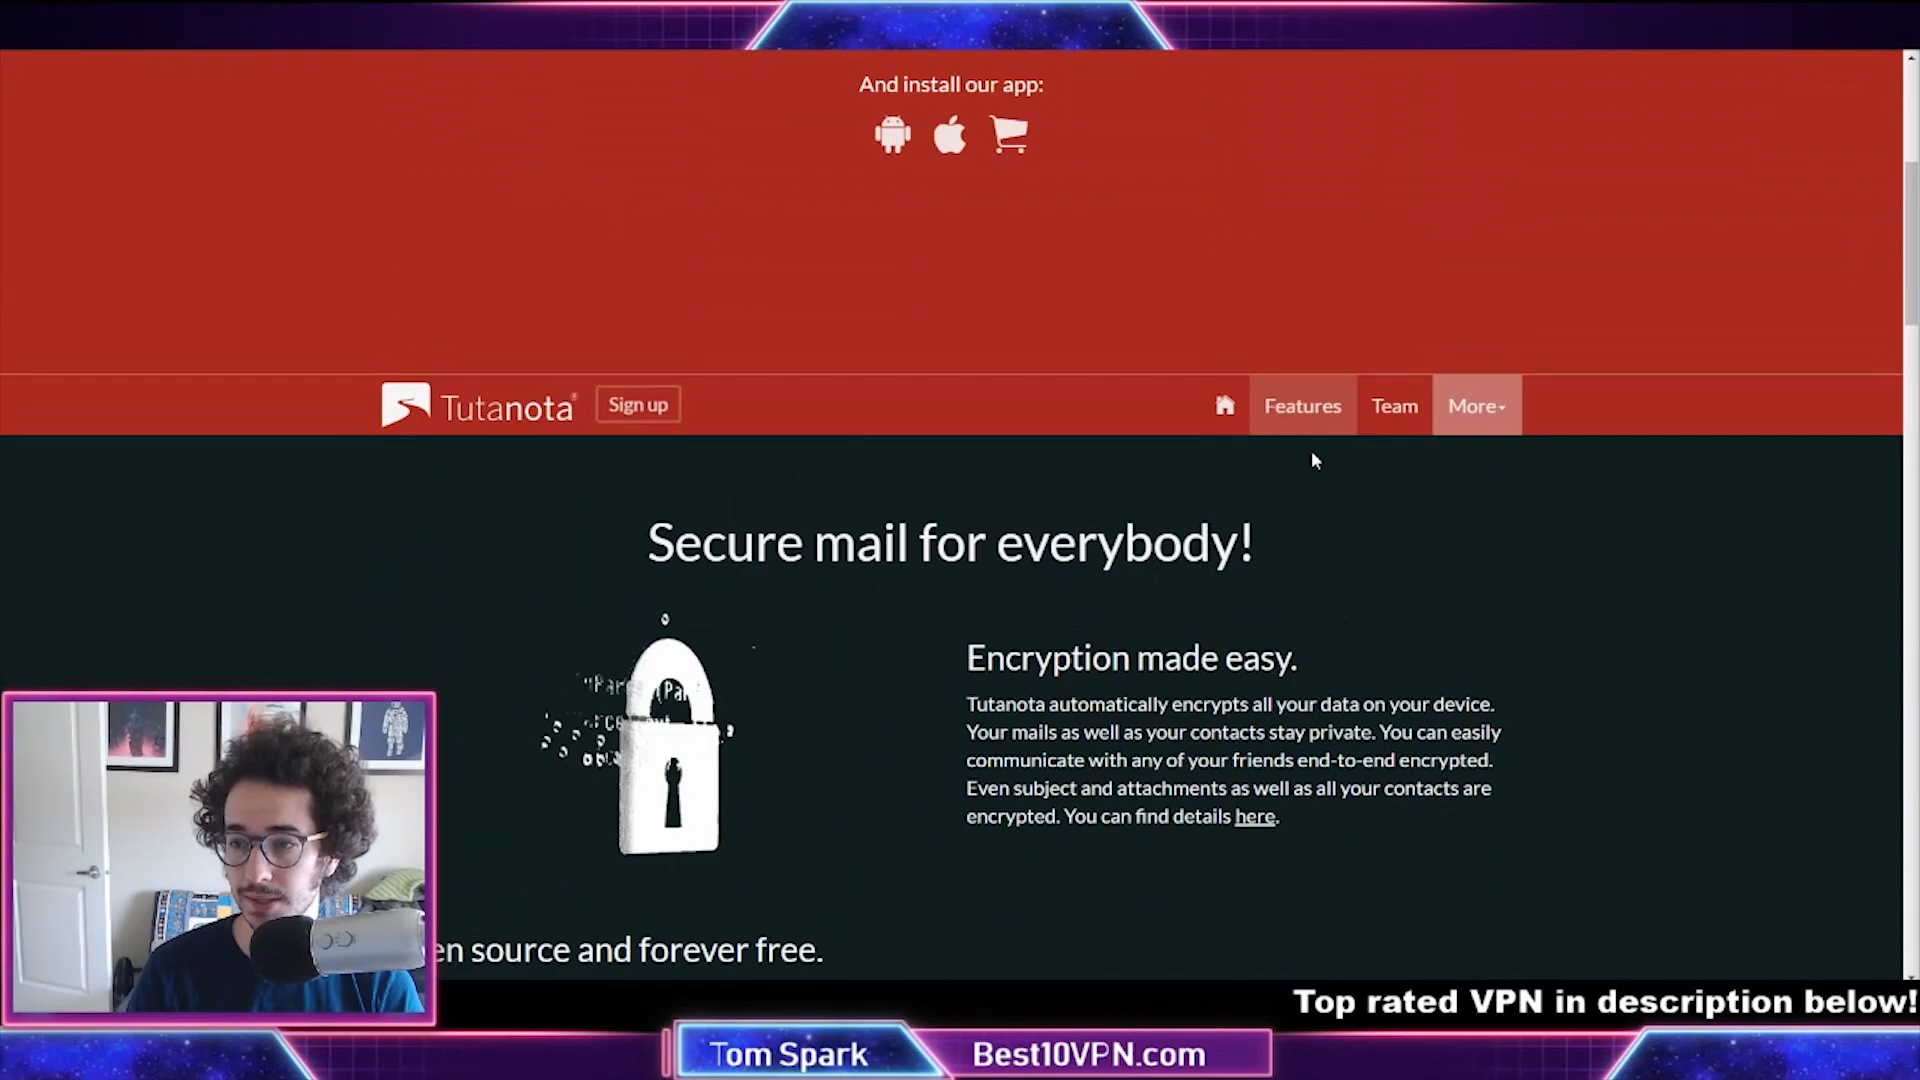 And install our app:
Tutanota®
Sign up
Features
Team
More
Secure mail for everybody!
Encryption made easy.
Tutanota automatically encrypts all your data on your device.
Your mails as well as your contacts stay private. You can easily
communicate with any of your friends end-to-end encrypted.
Even subject and attachments as well as all your contacts are
encrypted. You can find details here.
en source and forever free.
Top rated VPN in description below!
Tom Spark
Best10VPN.com